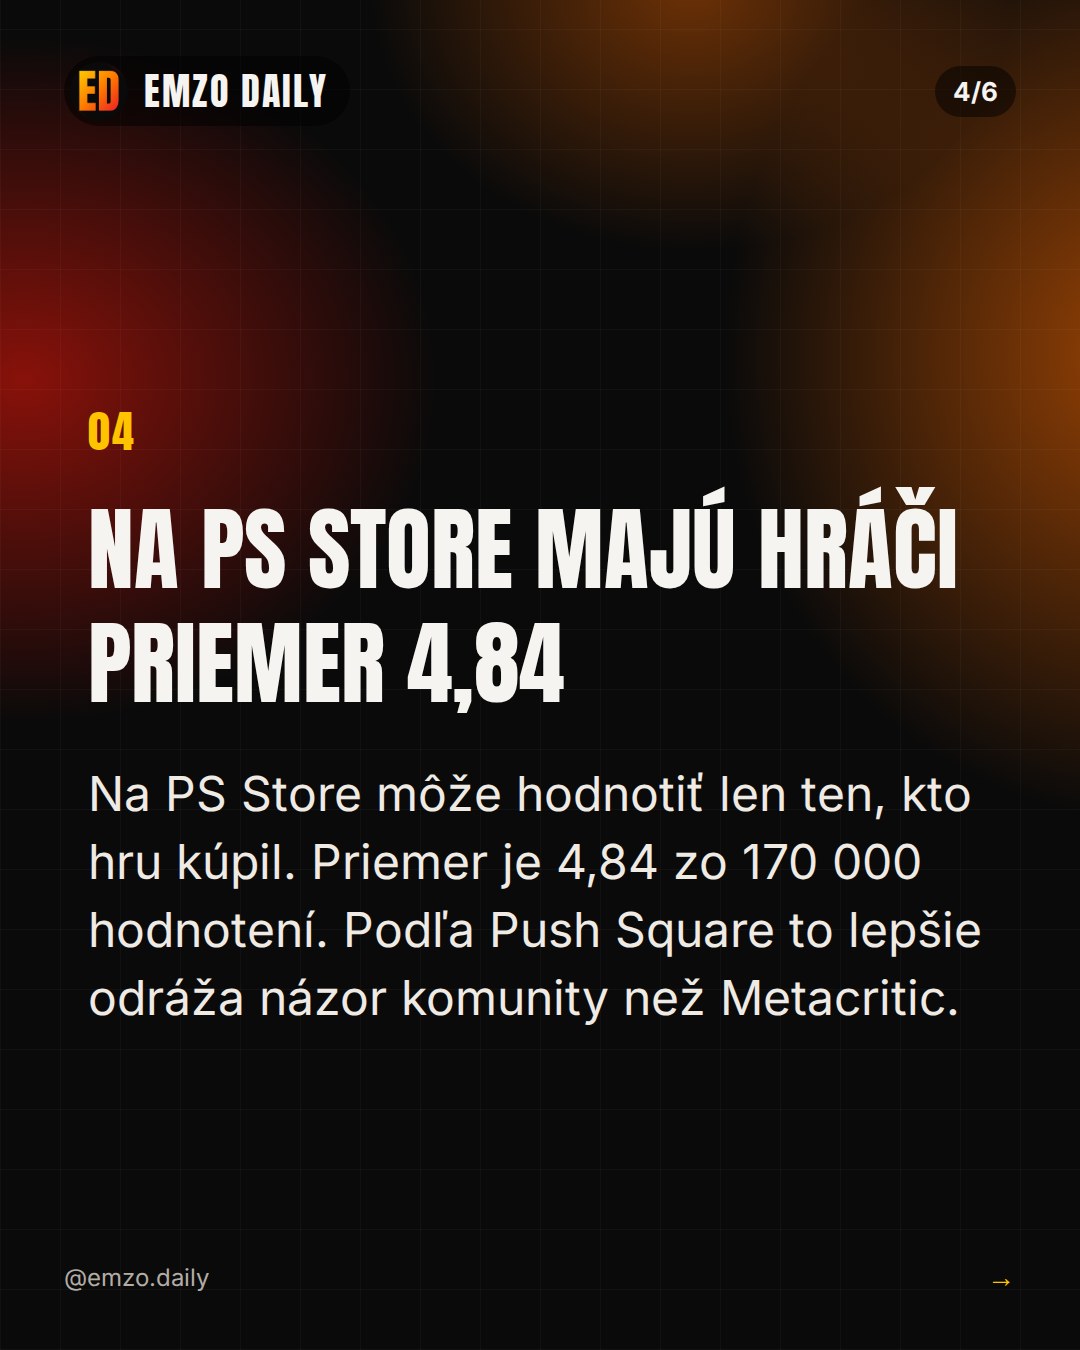 ED EMZO DAILY
4/6
04
NA PS STORE MAJÚ HRÁČI
PRIEMER 4,84
Na PS Store môže hodnotiť len ten, kto
hru kúpil. Priemer je 4,84 zo 170 000
hodnotení. Podľa Push Square to lepšie
odráža názor komunity než Metacritic.
@emzo.daily
→